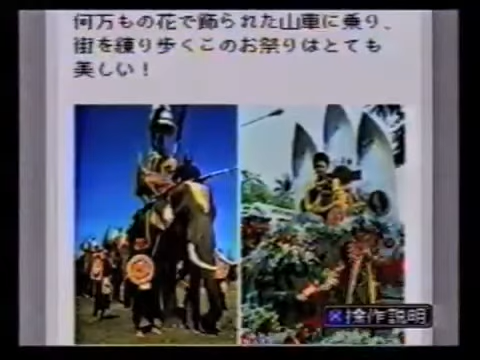 何万もの花で飾られた山車に乗り、
街を練り歩くこのお祭りはとても
美しい！
×操作説明